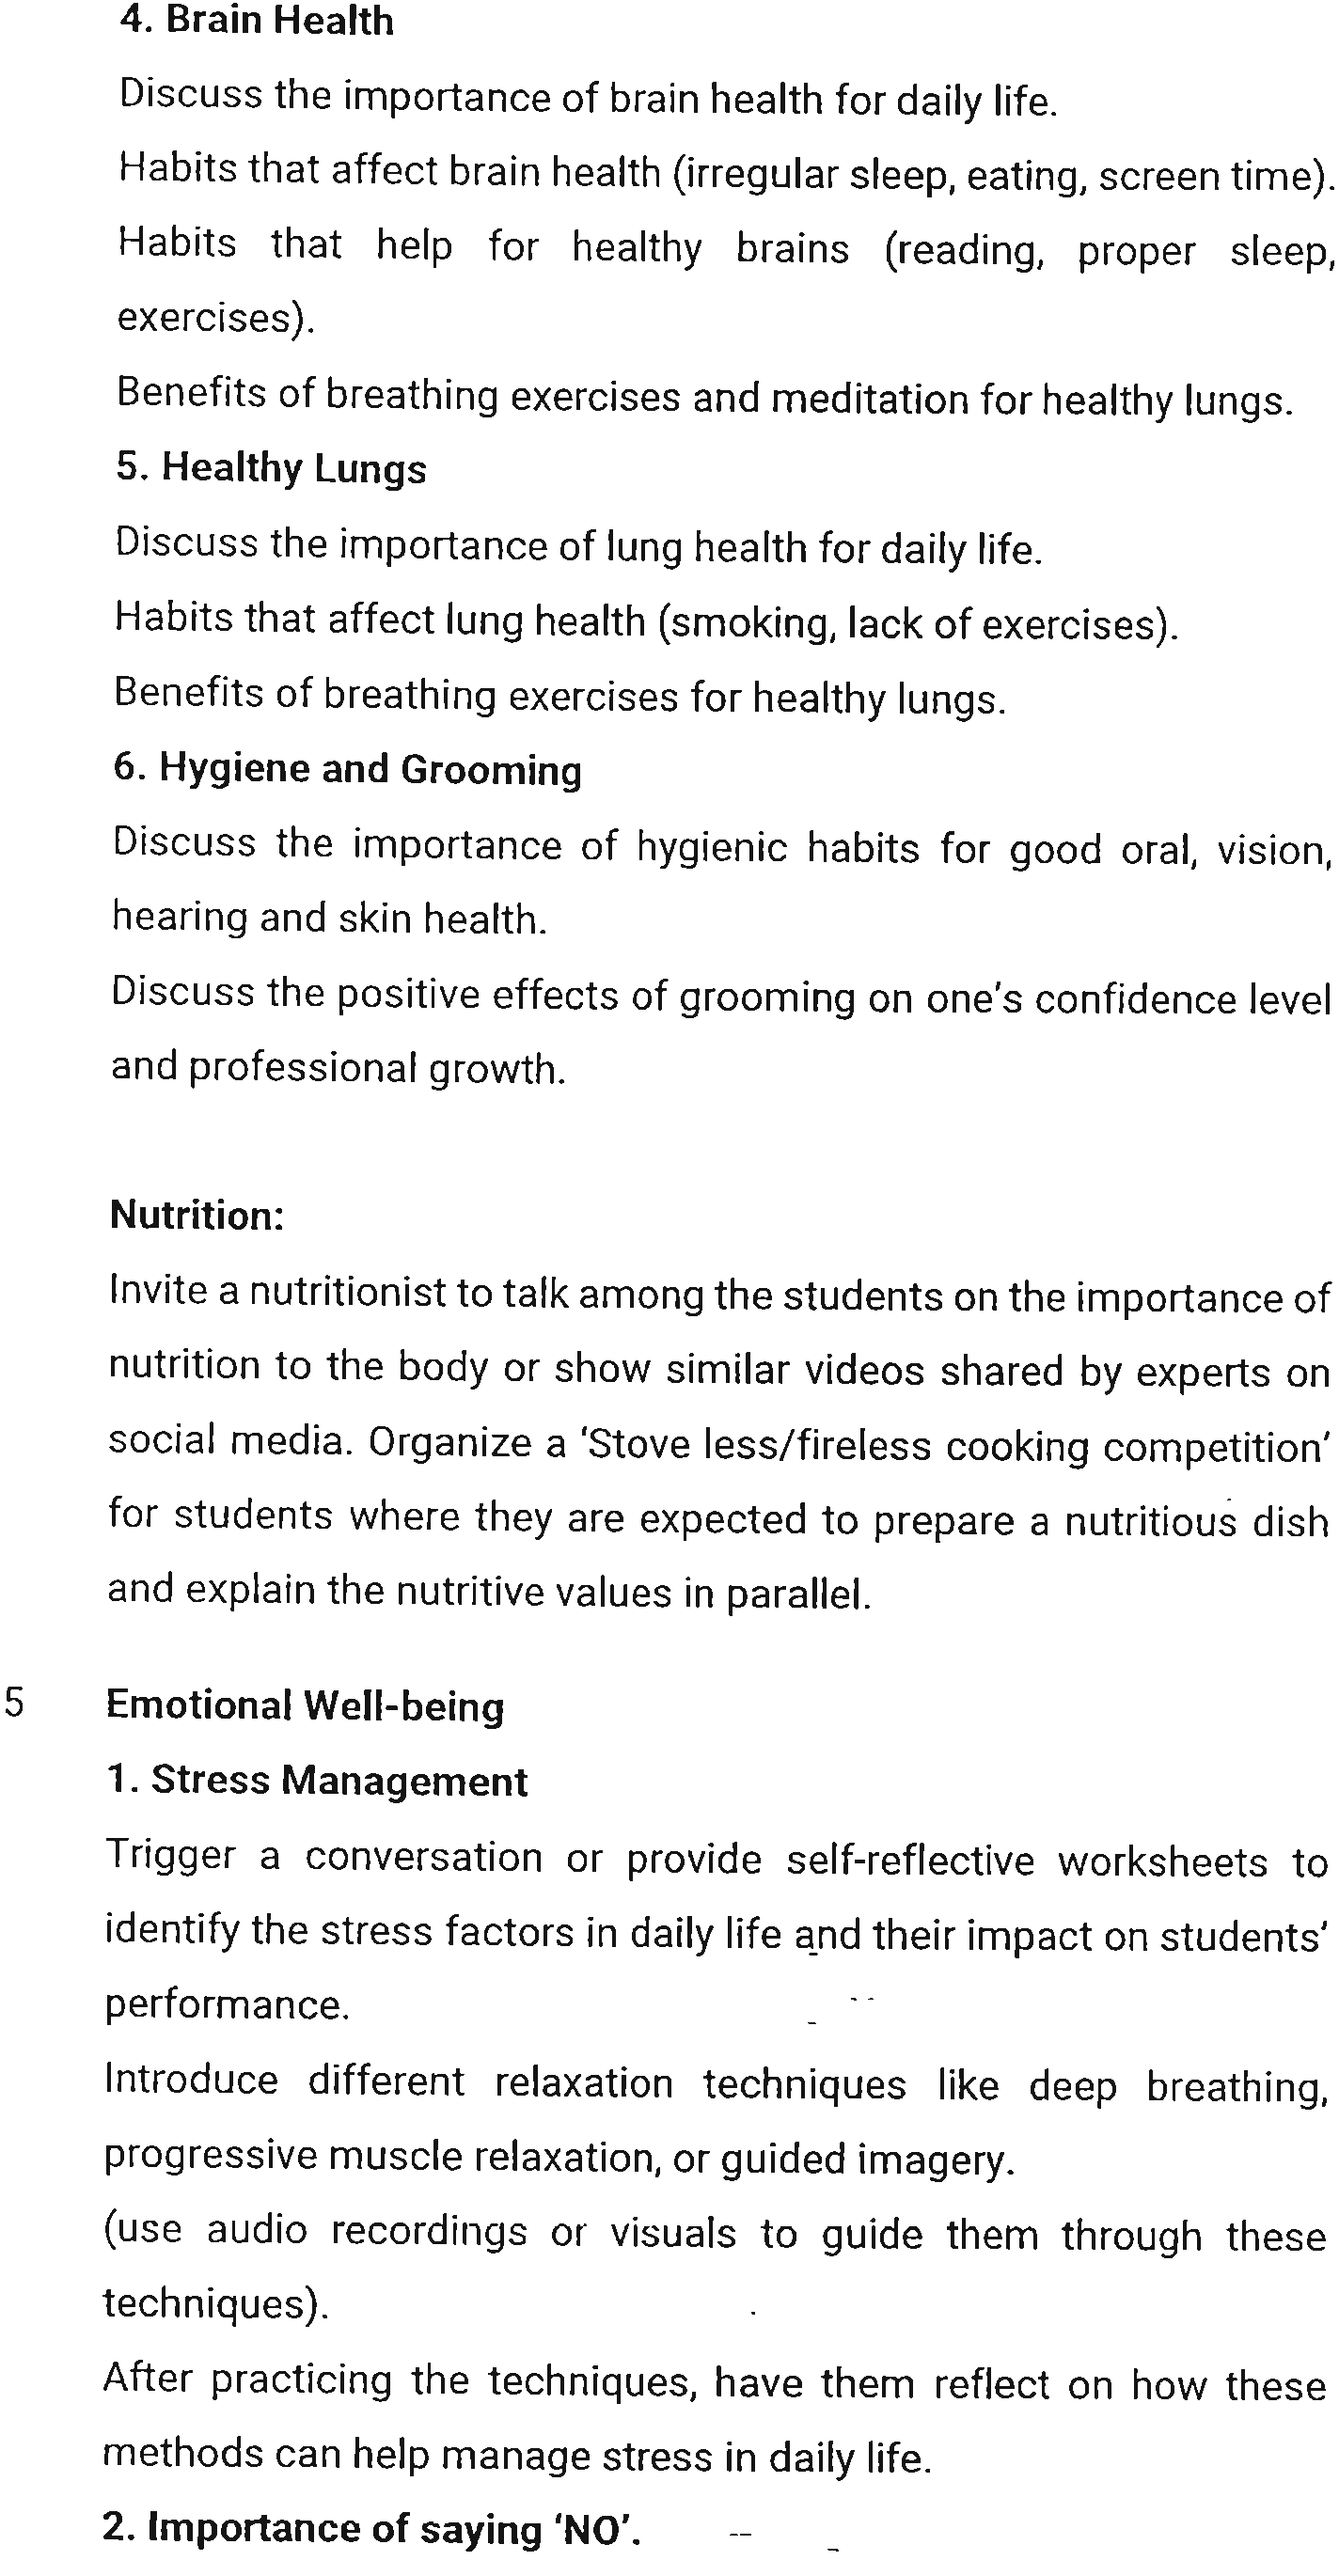 4. Brain Health
Discuss the importance of brain health for daily life.
Habits that affect brain health (irregular sleep, eating, screen time).
Habits that help for healthy brains (reading, proper sleep,
exercises).
Benefits of breathing exercises and meditation for healthy lungs.
5. Healthy Lungs
Discuss the importance of lung health for daily life.
Habits that affect lung health (smoking, lack of exercises).
Benefits of breathing exercises for healthy lungs.
6. Hygiene and Grooming
Discuss the importance of hygienic habits for good oral, vision,
hearing and skin health.
Discuss the positive effects of grooming on one's confidence level
and professional growth.
Nutrition:
Invite a nutritionist to talk among the students on the importance of
nutrition to the body or show similar videos shared by experts on
social media. Organize a 'Stove less/fireless cooking competition'
for students where they are expected to prepare a nutritious dish
and explain the nutritive values in parallel.
5 Emotional Well-being
1. Stress Management
Trigger a conversation or provide self-reflective worksheets to
identify the stress factors in daily life and their impact on students'
performance.
Introduce different relaxation techniques like deep breathing,
progressive muscle relaxation, or guided imagery.
(use audio recordings or visuals to guide them through these
techniques).
After practicing the techniques, have them reflect on how these
methods can help manage stress in daily life.
2. Importance of saying 'NO'.